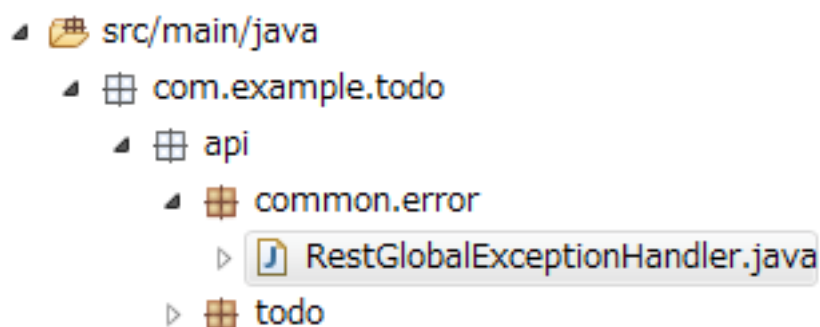 src/main/java
com.example.todo
api
common.error
RestGlobalExceptionHandler.java
todo